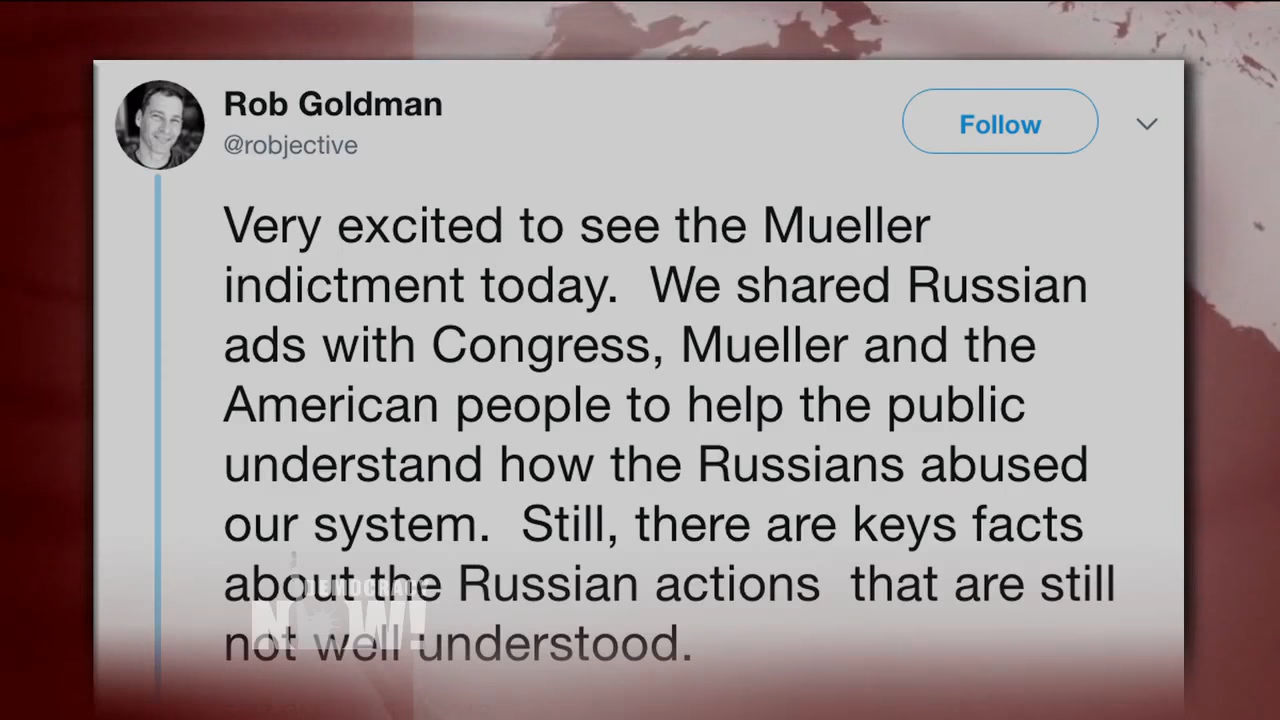 Rob Goldman
@robjective
Follow
Very excited to see the Mueller
indictment today.  We shared Russian
ads with Congress, Mueller and the
American people to help the public
understand how the Russians abused
our system.  Still, there are keys facts
about the Russian actions  that are still
not well understood.
DEMOCRACY
NOW!